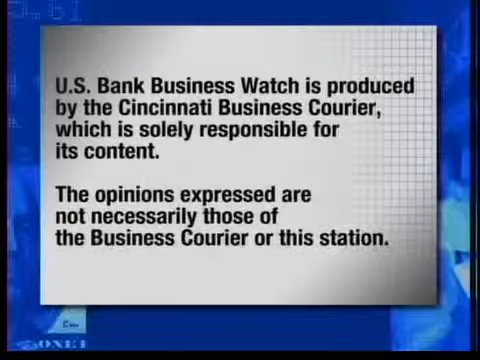 U.S. Bank Business Watch is produced
by the Cincinnati Business Courier,
which is solely responsible for
its content.
The opinions expressed are
not necessarily those of
the Business Courier or this station.